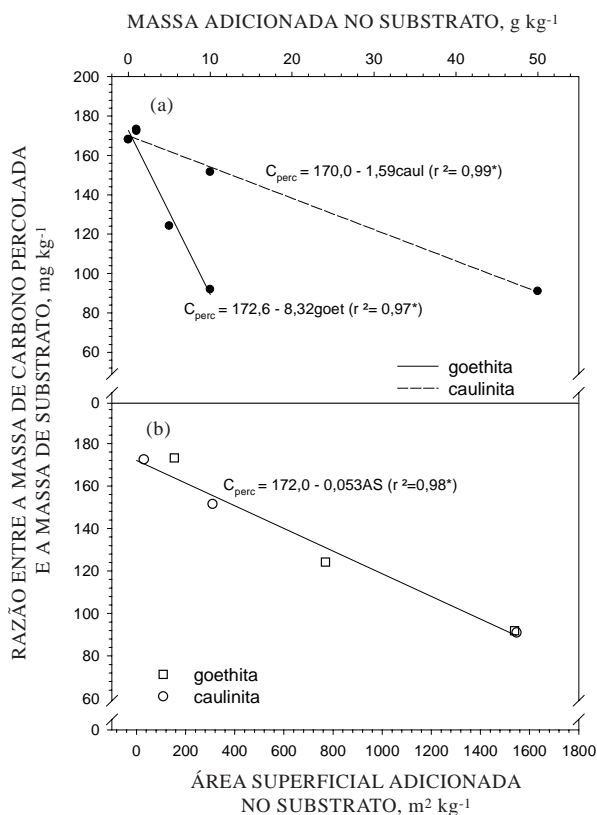 MASSA ADICIONADA NO SUBSTRATO, g kg-1
0 10 20 30 40 50
RAZÃO ENTRE A MASSA DE CARBONO PERCOLADA
E A MASSA DE SUBSTRATO, mg kg-1
200
180
160
140
120
100
80
60
0
(a)
Cperc = 170,0 - 1,59caul (r ²= 0,99*)
Cperc = 172,6 - 8,32goet (r ²= 0,97*)
goethita
caulinita
180
160
140
120
100
80
60
0
(b)
Cperc = 172,0 - 0,053AS (r ²=0,98*)
goethita
caulinita
0 200 400 600 800 1000 1200 1400 1600 1800
ÁREA SUPERFICIAL ADICIONADA
NO SUBSTRATO, m2 kg-1